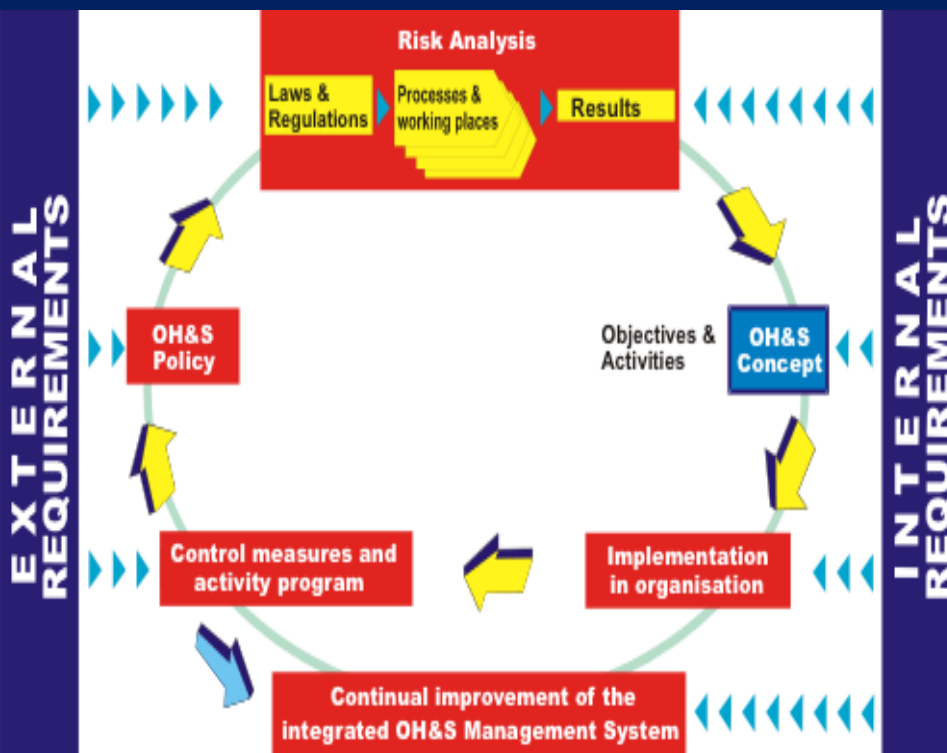 EXTERNAL
REQUIREMENTS
Risk Analysis
Laws &
Regulations
Processes &
working places
Results
OH&S
Policy
Objectives &
Activities
OH&S
Concept
Control measures and
activity program
Implementation
in organisation
Continual improvement of the
integrated OH&S Management System
INTERNAL
REQUIREMENTS